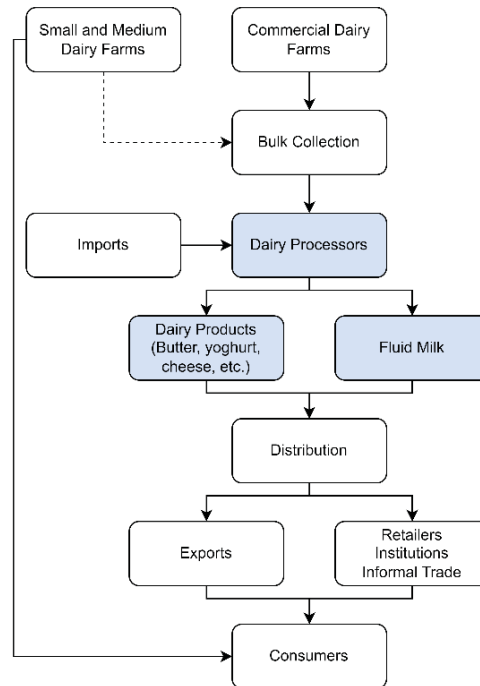 Small and Medium
Dairy Farms
Commercial Dairy
Farms
Bulk Collection
Imports
Dairy Processors
Dairy Products
(Butter, yoghurt,
cheese, etc.)
Fluid Milk
Distribution
Exports
Retailers
Institutions
Informal Trade
Consumers